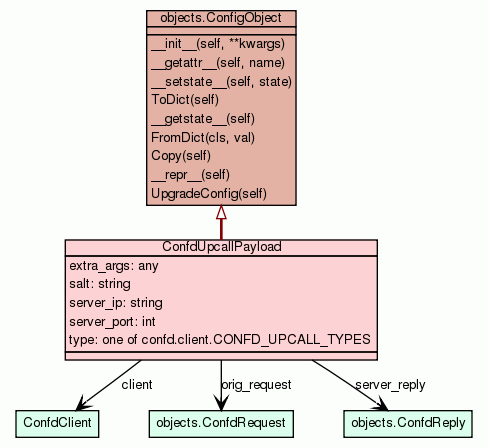 objects.ConfigObject
__init__(self, **kwargs)
__getattr__(self, name)
__setstate__(self, state)
ToDict(self)
__getstate__(self)
FromDict(cls, val)
Copy(self)
__repr__(self)
UpgradeConfig(self)
ConfdUpcallPayload
extra_args: any
salt: string
server_ip: string
server_port: int
type: one of confd.client.CONFD_UPCALL_TYPES
client
orig_request
server_reply
ConfdClient
objects.ConfdRequest
objects.ConfdReply